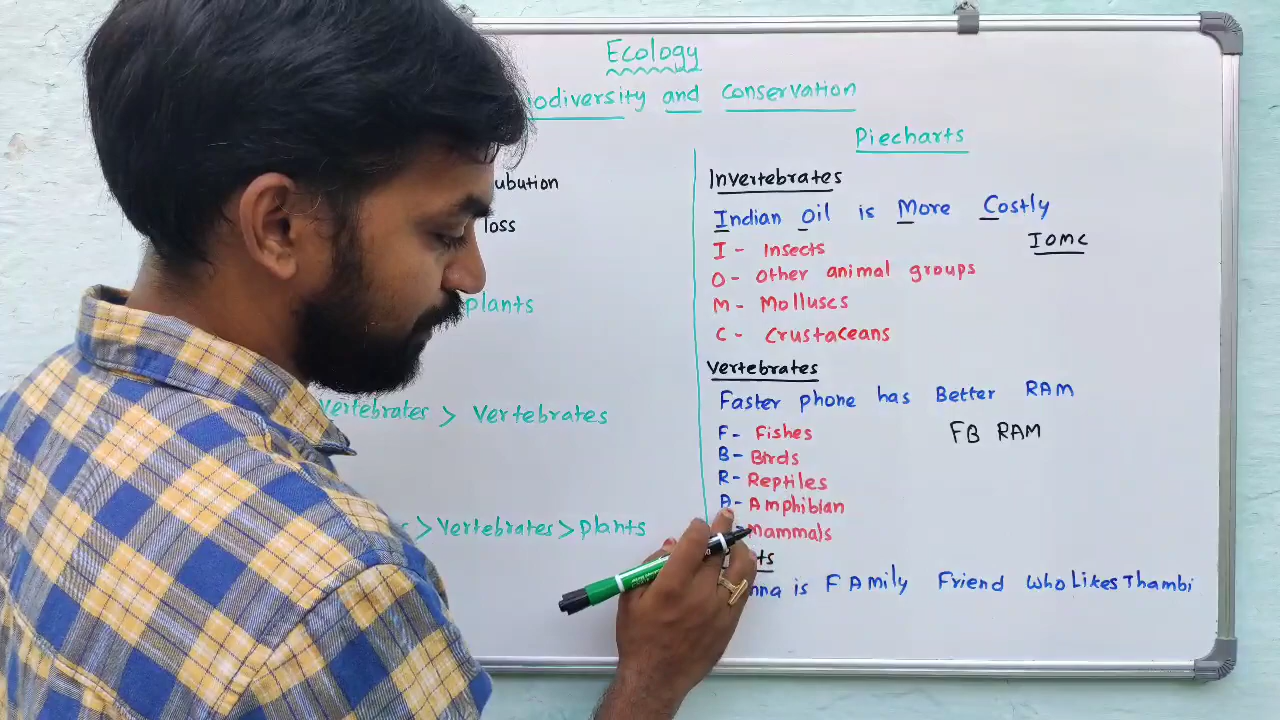 Ecology
iodiversity and conservation
ubution
loss
plants
Vertebrates > Vertebrates
>Vertebrates>plants
Piecharts
Invertebrates
Indian Oil is More Costly
IOMC
I - Insects
O - Other animal groups
M - Molluscs
C - Crustaceans
Vertebrates
Faster phone has Better RAM
FB RAM
F - Fishes
B - Birds
R - Reptiles
A - Amphibian
Mammals
ts
nna is FAmily Friend Who Likes Thambi